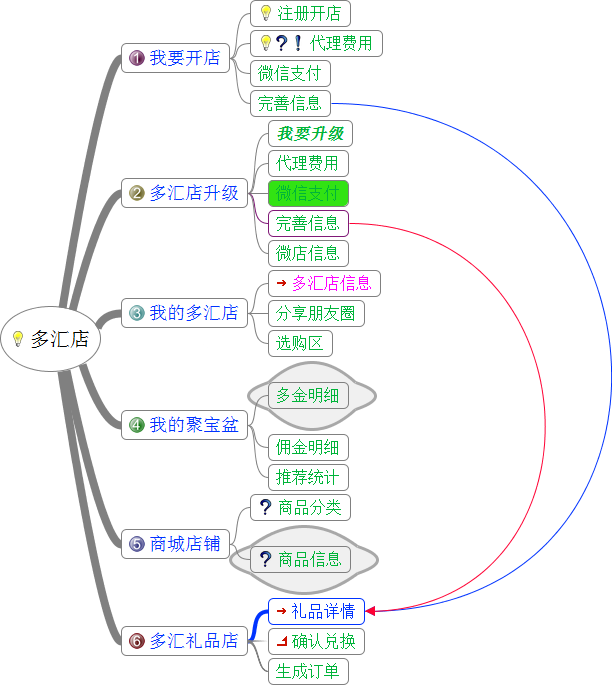 多汇店
1 我要开店
注册开店
代理费用
微信支付
完善信息
2 多汇店升级
我要升级
代理费用
微信支付
完善信息
微店信息
3 我的多汇店
多汇店信息
分享朋友圈
选购区
4 我的聚宝盆
多金明细
佣金明细
推荐统计
5 商城店铺
商品分类
商品信息
6 多汇礼品店
礼品详情
确认兑换
生成订单